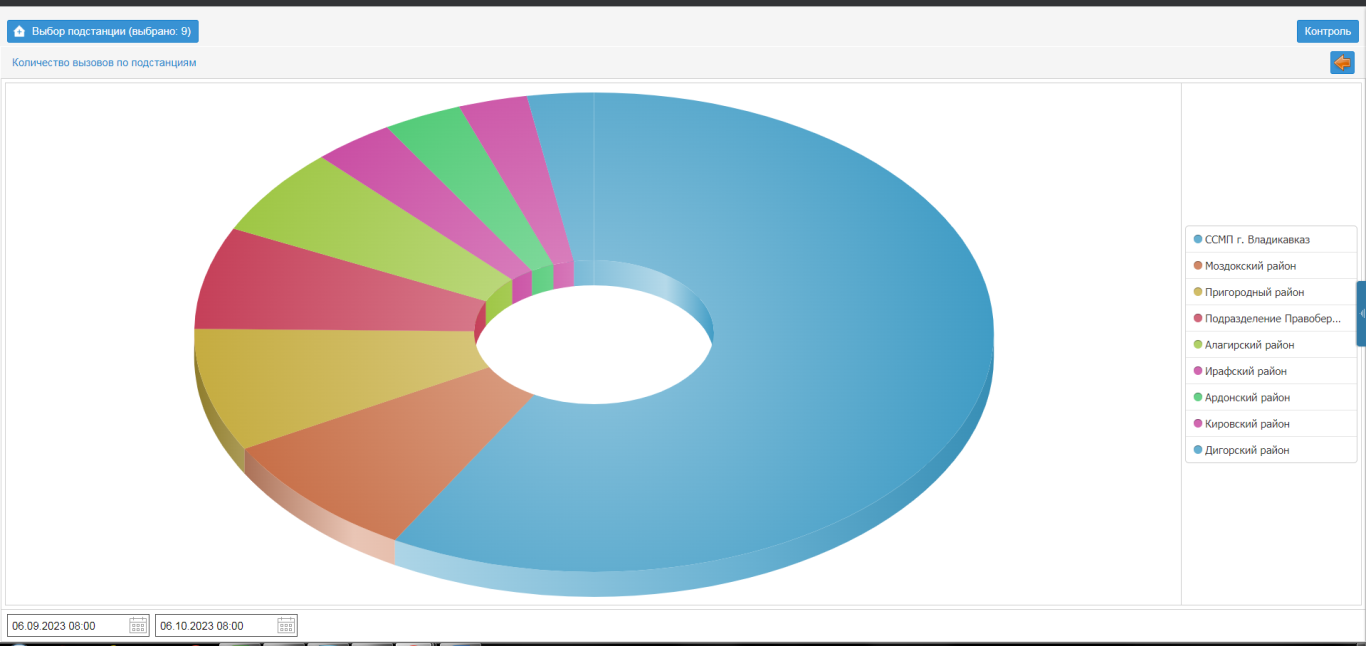 Выбор подстанции (выбрано: 9)
Контроль
Количество вызовов по подстанциям
ССМП г. Владикавказ
Моздокский район
Пригородный район
Подразделение Правобер...
Алагирский район
Ирафский район
Ардонский район
Кировский район
Дигорский район
06.09.2023 08:00
06.10.2023 08:00